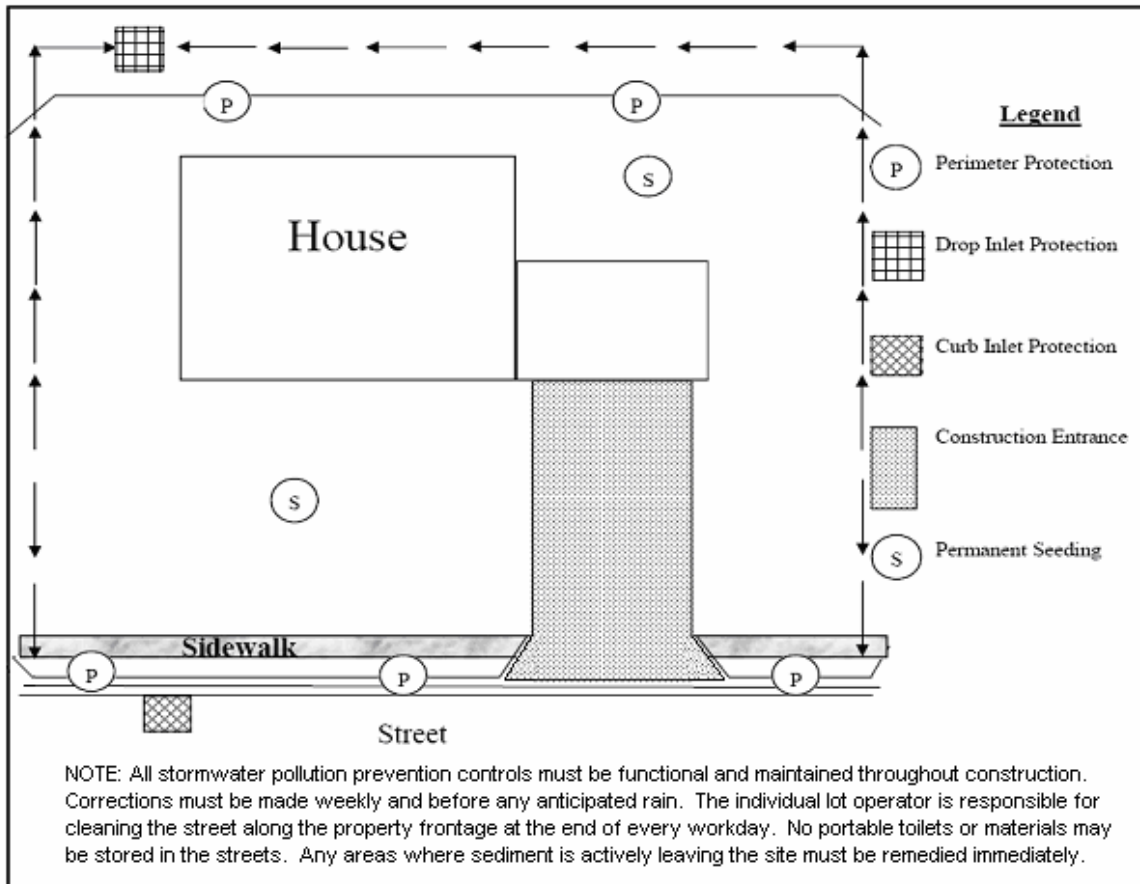 P
P
Legend
P Perimeter Protection
S
House
Drop Inlet Protection
Curb Inlet Protection
Construction Entrance
S
S Permanent Seeding
Sidewalk
P
P
P
Street
NOTE: All stormwater pollution prevention controls must be functional and maintained throughout construction.
Corrections must be made weekly and before any anticipated rain. The individual lot operator is responsible for
cleaning the street along the property frontage at the end of every workday. No portable toilets or materials may
be stored in the streets. Any areas where sediment is actively leaving the site must be remedied immediately.